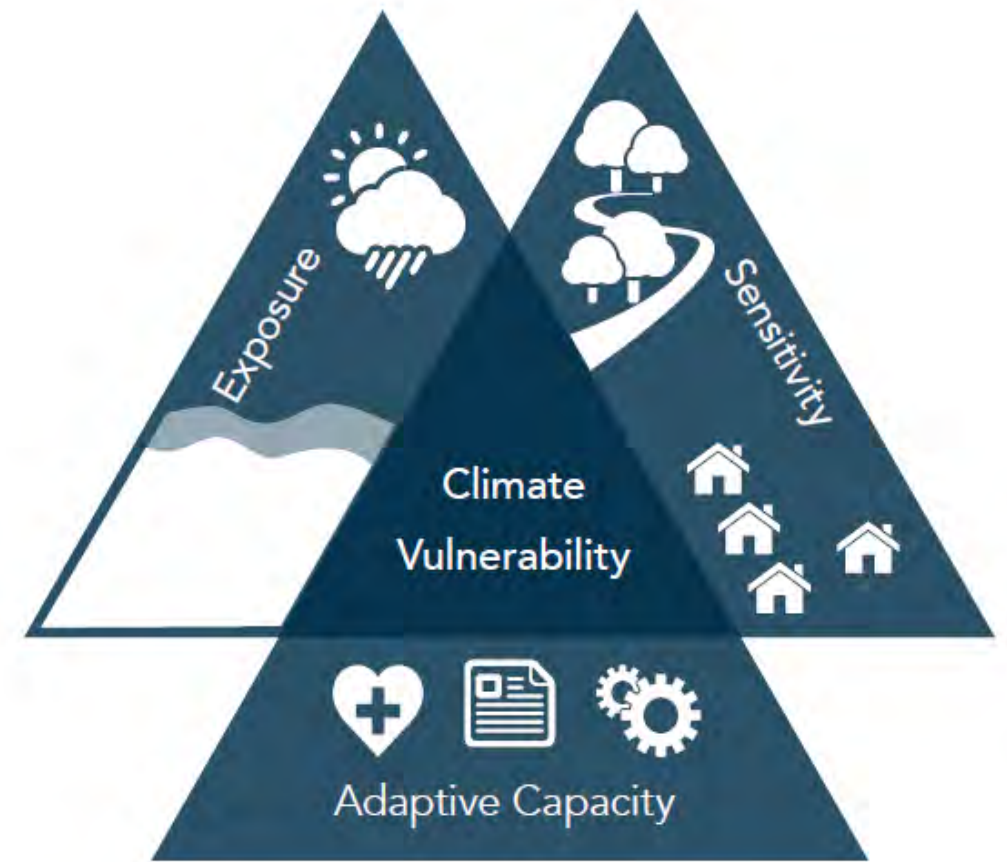 Exposure
Sensitivity
Climate
Vulnerability
Adaptive Capacity